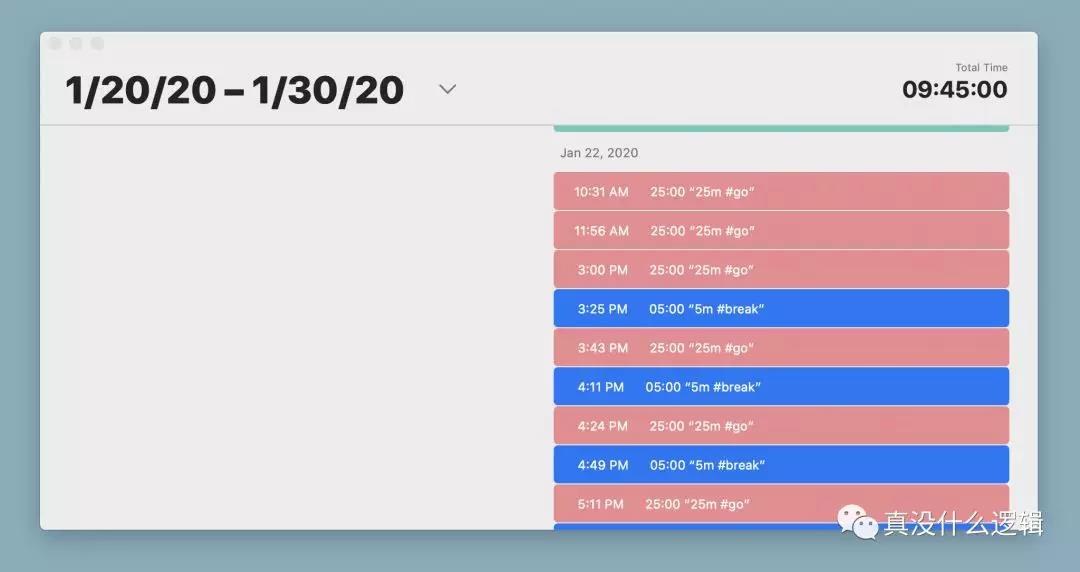 1/20/20 – 1/30/20
Total Time
09:45:00
Jan 22, 2020
10:31 AM 25:00 “25m #go”
11:56 AM 25:00 “25m #go”
3:00 PM 25:00 “25m #go”
3:25 PM 05:00 “5m #break”
3:43 PM 25:00 “25m #go”
4:11 PM 05:00 “5m #break”
4:24 PM 25:00 “25m #go”
4:49 PM 05:00 “5m #break”
5:11 PM 25:00 “25m #go”
真没什么逻辑